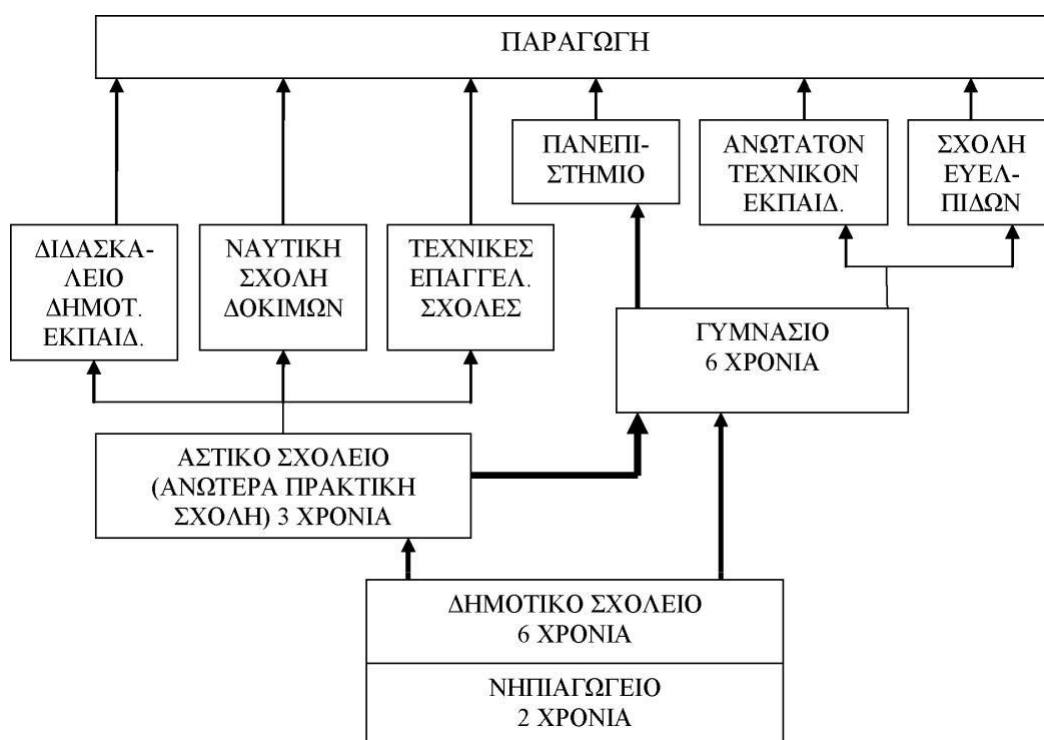 ΠΑΡΑΓΩΓΗ
ΠΑΝΕΠΙ-
ΣΤΗΜΙΟ
ΑΝΩΤΑΤΟΝ
ΤΕΧΝΙΚΟΝ
ΕΚΠΑΙΔ.
ΣΧΟΛΗ
ΕΥΕΛ-
ΠΙΔΩΝ
ΔΙΔΑΣΚΑ-
ΛΕΙΟ
ΔΗΜΟΤ.
ΕΚΠΑΙΔ.
ΝΑΥΤΙΚΗ
ΣΧΟΛΗ
ΔΟΚΙΜΩΝ
ΤΕΧΝΙΚΕΣ
ΕΠΑΓΓΕΛ.
ΣΧΟΛΕΣ
ΓΥΜΝΑΣΙΟ
6 ΧΡΟΝΙΑ
ΑΣΤΙΚΟ ΣΧΟΛΕΙΟ
(ΑΝΩΤΕΡΑ ΠΡΑΚΤΙΚΗ
ΣΧΟΛΗ) 3 ΧΡΟΝΙΑ
ΔΗΜΟΤΙΚΟ ΣΧΟΛΕΙΟ
6 ΧΡΟΝΙΑ
ΝΗΠΙΑΓΩΓΕΙΟ
2 ΧΡΟΝΙΑ